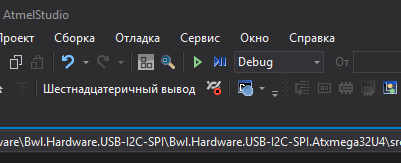 AtmelStudio
Проект Сборка Отладка Сервис Окно Справка
Debug От.
Шестнадцатеричный вывод
ware\Bwl.Hardware.USB-I2C-SPI\Bwl.Hardware.USB-I2C-SPI.Atxmega32U4\src